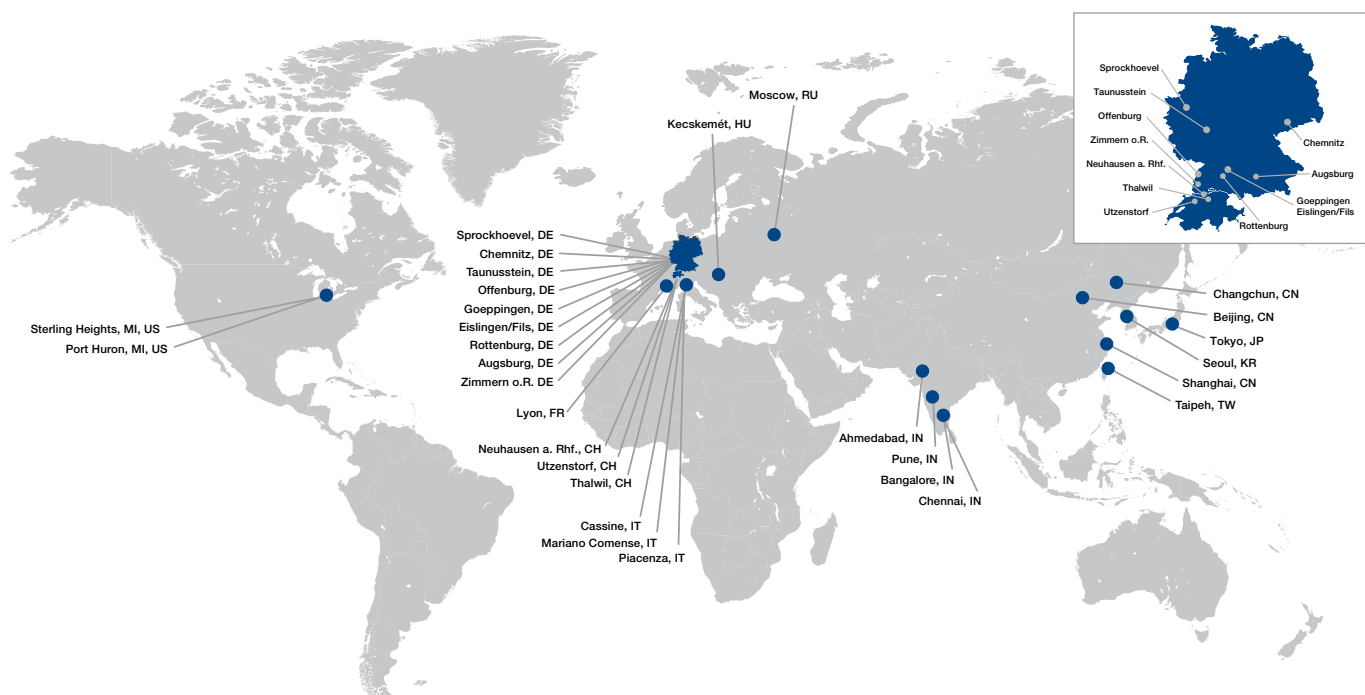 Moscow, RU
Kecskemét, HU
Sprockhoevel, DE
Chemnitz, DE
Taunusstein, DE
Offenburg, DE
Goeppingen, DE
Eislingen/Fils, DE
Rottenburg, DE
Augsburg, DE
Zimmern o.R. DE
Lyon, FR
Neuhausen a. Rhf., CH
Utzenstorf, CH
Thalwil, CH
Cassine, IT
Mariano Comense, IT
Piacenza, IT
Sterling Heights, MI, US
Port Huron, MI, US
Ahmedabad, IN
Pune, IN
Bangalore, IN
Chennai, IN
Changchun, CN
Beijing, CN
Tokyo, JP
Seoul, KR
Shanghai, CN
Taipeh, TW
Sprockhoevel
Taunusstein
Offenburg
Zimmern o.R.
Neuhausen a. Rhf.
Thalwil
Utzenstorf
Chemnitz
Augsburg
Goeppingen
Eislingen/Fils
Rottenburg